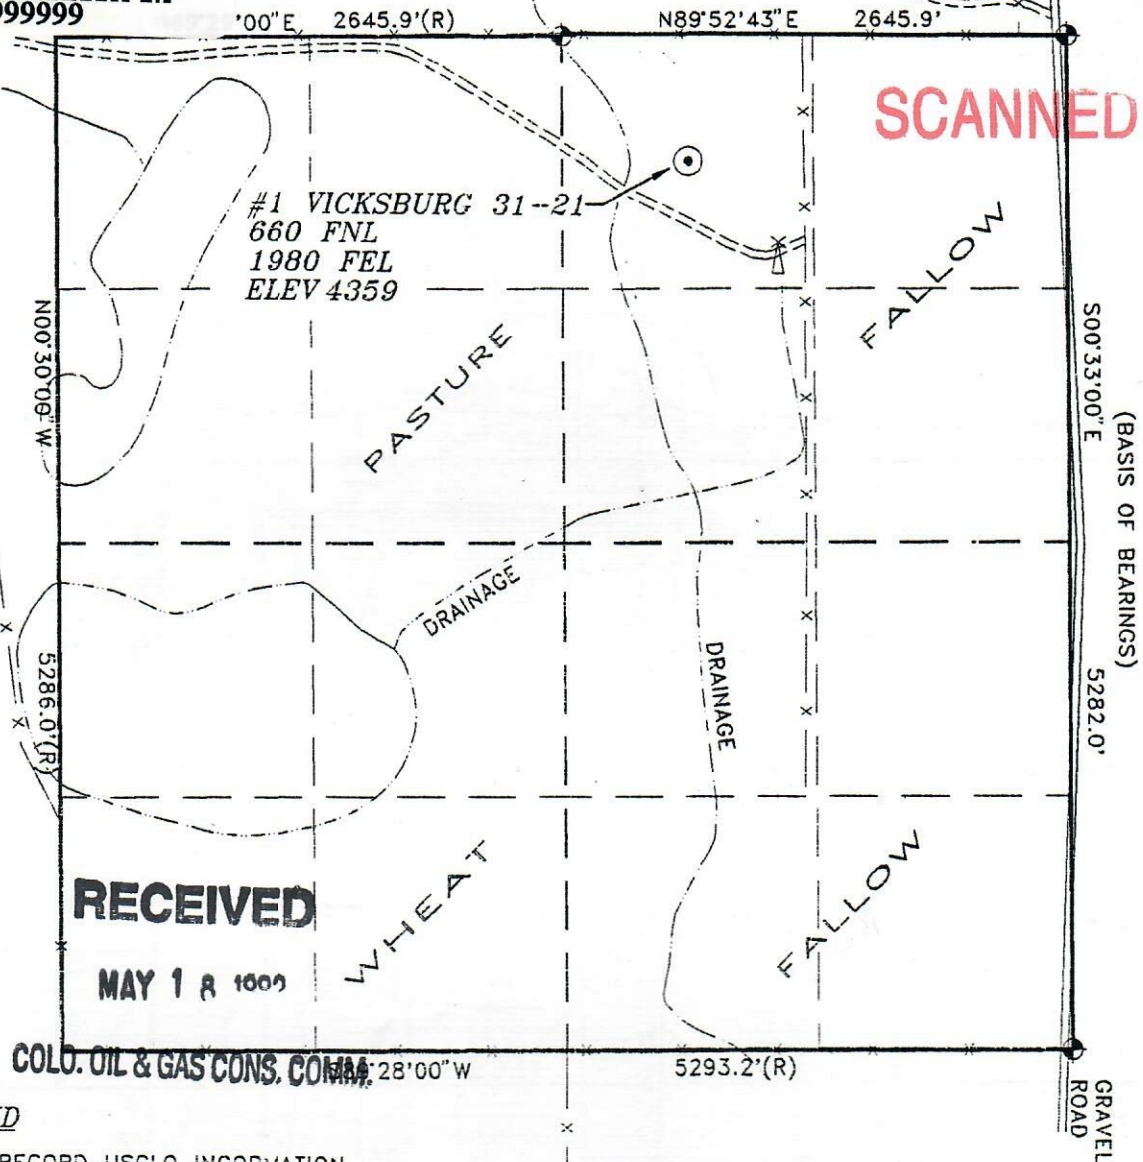 999999
'00"E 2645.9'(R) N89°52'43"E 2645.9'
SCANNED
#1 VICKSBURG 31-21
660 FNL
1980 FEL
ELEV 4359
FALLOW
N00°30'00"W
PASTURE
S00°33'00"E
(BASIS OF BEARINGS)
DRAINAGE
DRAINAGE
5286.0'(R)
5282.0'
WHEAT
FALLOW
RECEIVED
MAY 1 8
COLO. OIL & GAS CONS. COMM.
28'00"W 5293.2'(R)
GRAVEL
ROAD
RECORD USGLO INFORMATION